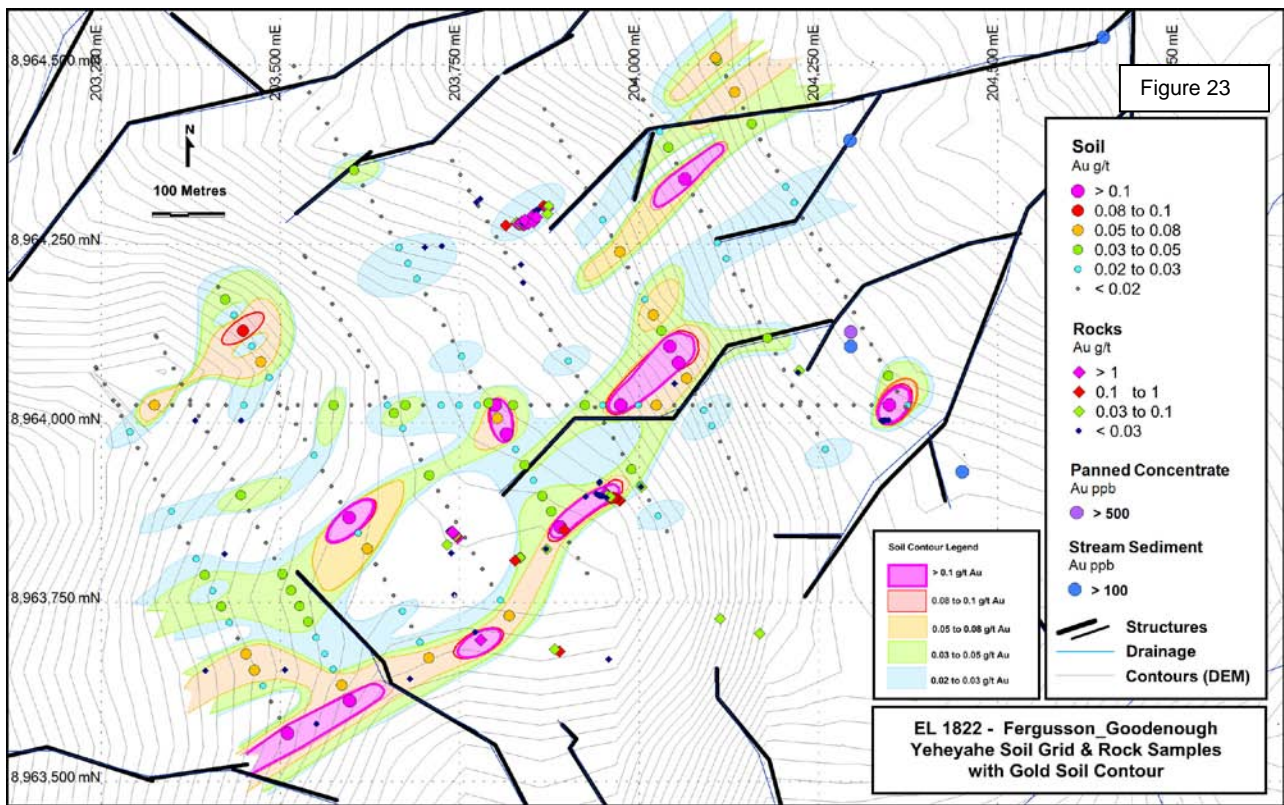 Figure 23
203,250 mE
203,500 mE
203,750 mE
204,000 mE
204,250 mE
204,500 mE
50 mE
8,964,500 mN
8,964,250 mN
8,964,000 mN
8,963,750 mN
8,963,500 mN
N
100 Metres
Soil
Au g/t
> 0.1
0.08 to 0.1
0.05 to 0.08
0.03 to 0.05
0.02 to 0.03
< 0.02
Rocks
Au g/t
> 1
0.1 to 1
0.03 to 0.1
< 0.03
Panned Concentrate
Au ppb
> 500
Stream Sediment
Au ppb
> 100
Structures
Drainage
Contours (DEM)
Soil Contour Legend
> 0.1 g/t Au
0.08 to 0.1 g/t Au
0.05 to 0.08 g/t Au
0.03 to 0.05 g/t Au
0.02 to 0.03 g/t Au
EL 1822 - Fergusson_Goodenough
Yeheyahe Soil Grid & Rock Samples
with Gold Soil Contour